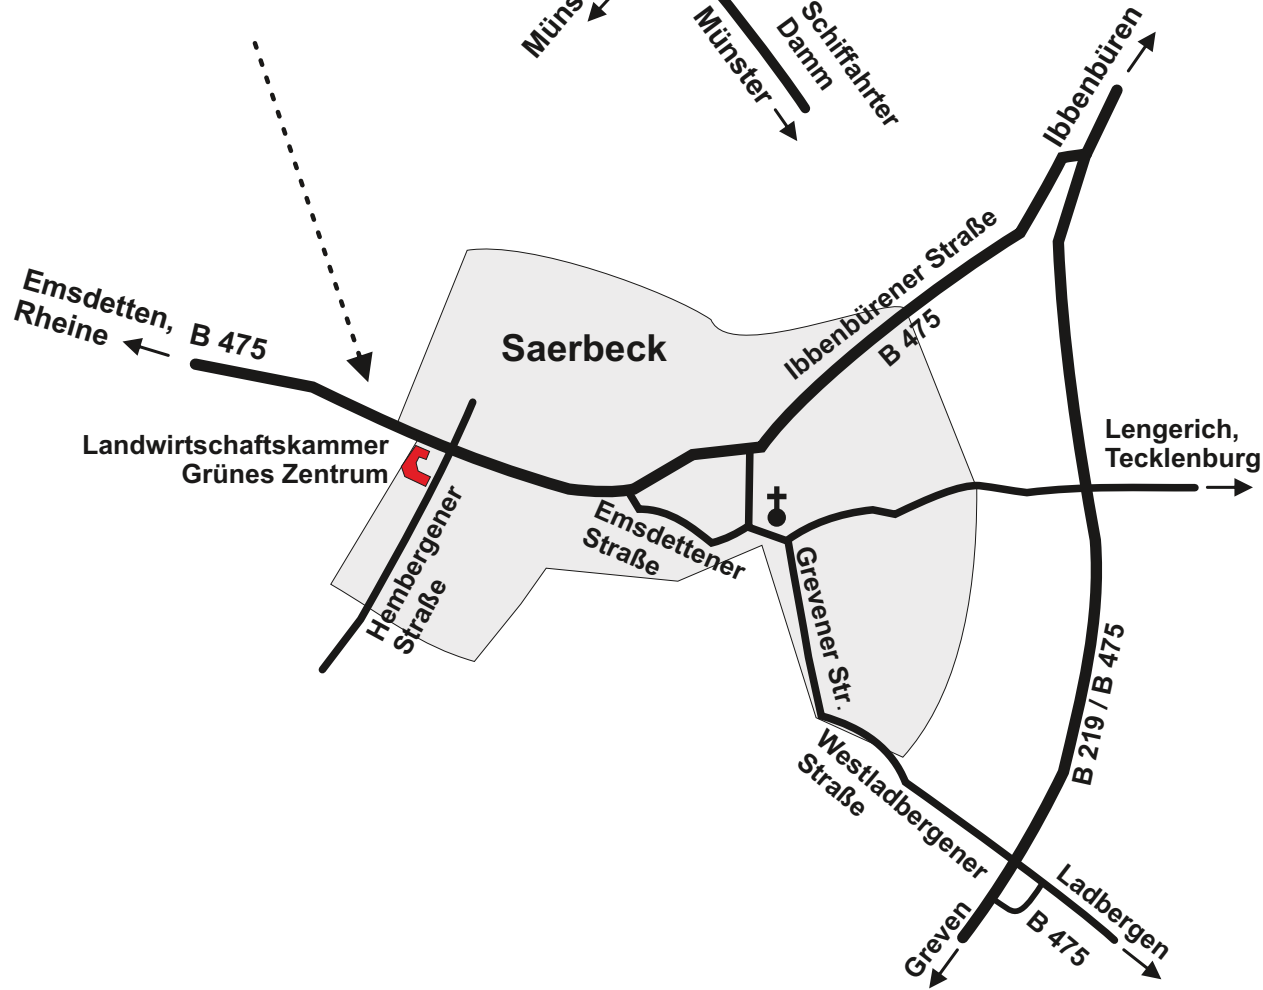 Müns
Münster
Schiffahrter
Damm
Ibbenbüren
Emsdetten,
Rheine
B 475
Saerbeck
Ibbenbürener Straße
B 475
Landwirtschaftskammer
Grünes Zentrum
Lengerich,
Tecklenburg
Hembergener
Straße
Emsdettener
Straße
Grevener Str.
B 219 / B 475
Westladbergener
Straße
Ladbergen
B 475
Greven